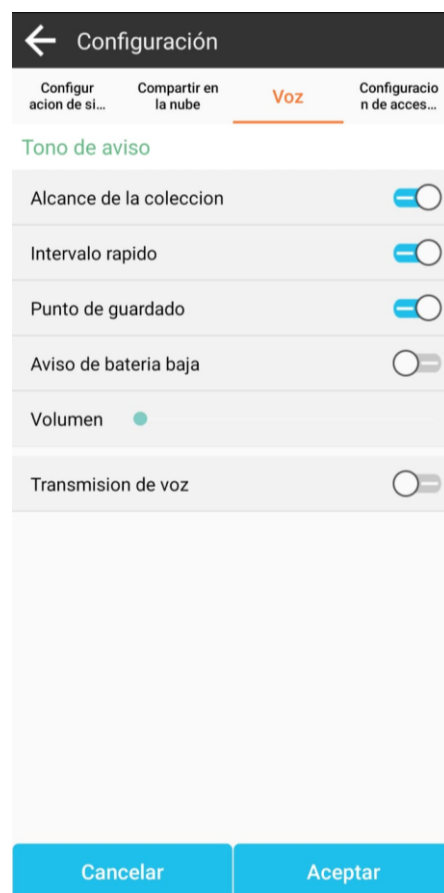 Configuración
Configur
acion de si...
Compartir en
la nube
Voz
Configuracio
n de acces...
Tono de aviso
Alcance de la coleccion
Intervalo rapido
Punto de guardado
Aviso de bateria baja
Volumen
Transmision de voz
Cancelar
Aceptar